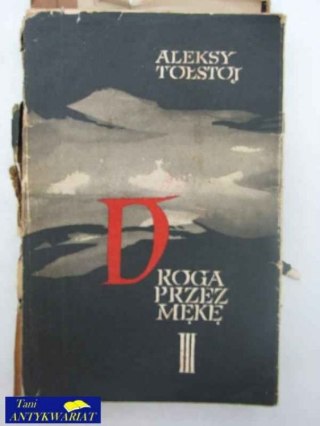 ALEKSY
TOŁSTOJ
DROGA
PRZEZ
MĘKĘ
III
Tani
ANTYKWARIAT